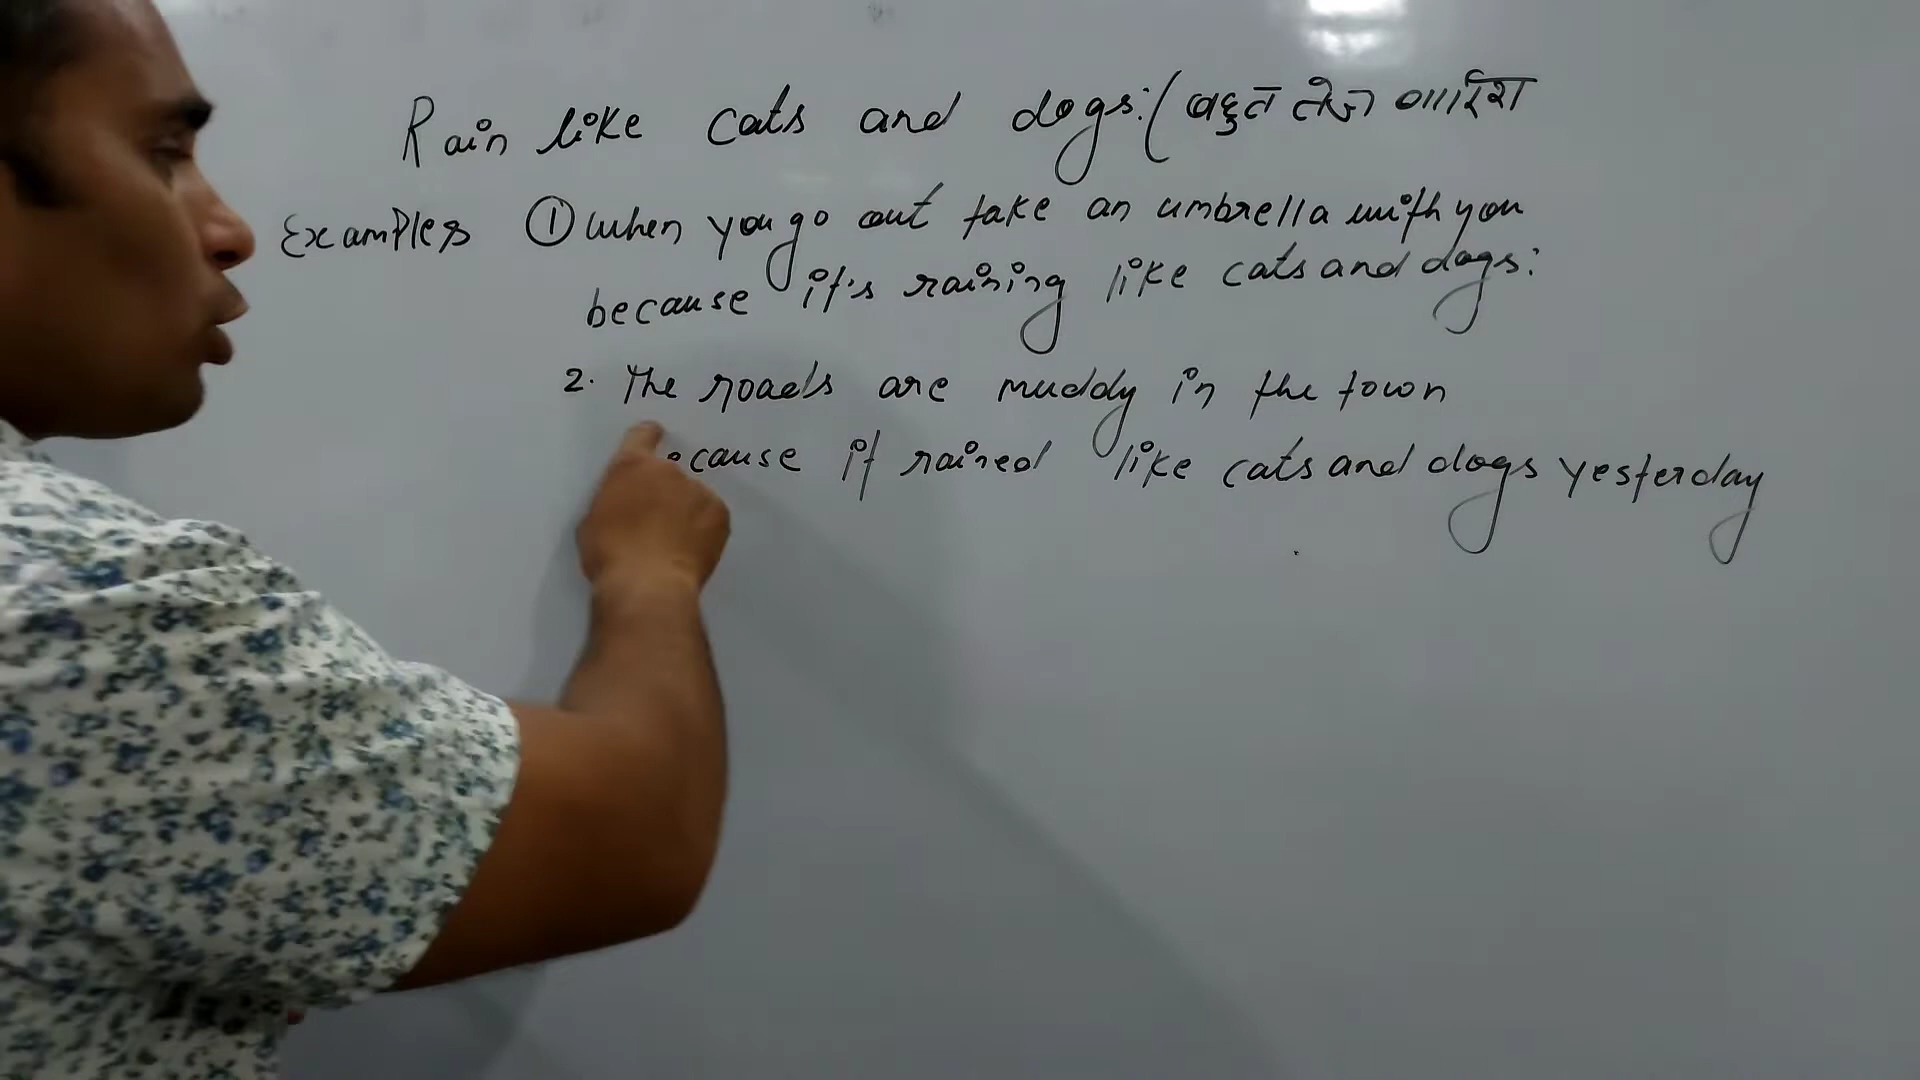 Rain like cats and dogs:( बहुत तेज बारिश
Examples ① When you go out take an umbrella with you
because it's raining like cats and dogs:
2. The roads are muddy in the town
ecause it rained like cats and dogs yesterday